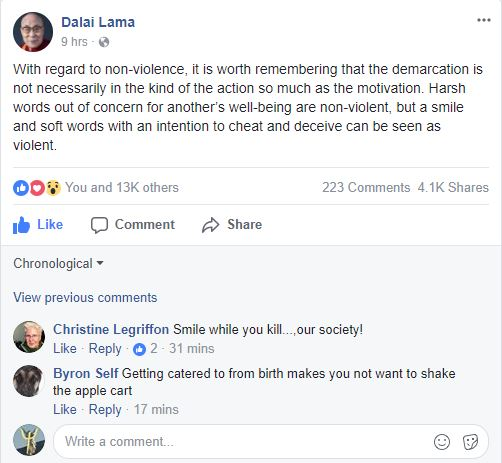 Dalai Lama
9 hrs ·
With regard to non-violence, it is worth remembering that the demarcation is
not necessarily in the kind of the action so much as the motivation. Harsh
words out of concern for another's well-being are non-violent, but a smile
and soft words with an intention to cheat and deceive can be seen as
violent.
You and 13K others 223 Comments 4.1K Shares
Like Comment Share
Chronological
View previous comments
Christine Legriffon Smile while you kill...,our society!
Like · Reply · 2 · 31 mins
Byron Self Getting catered to from birth makes you not want to shake
the apple cart
Like · Reply · 17 mins
Write a comment...